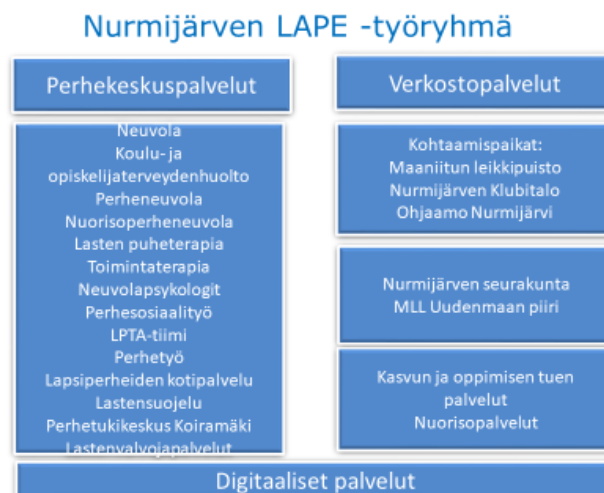 Nurmijärven LAPE -työryhmä
Perhekeskuspalvelut
Neuvola
Koulu- ja
opiskelijaterveydenhuolto
Perheneuvola
Nuorisoperheneuvola
Lasten puheterapia
Toimintaterapia
Neuvolapsykologit
Perhesosiaalityö
LPTA-tiimi
Perhetyö
Lapsiperheiden kotipalvelu
Lastensuojelu
Perhetukikeskus Koiramäki
Lastenvalvojapalvelut
Verkostopalvelut
Kohtaamispaikat:
Maaniitun leikkipuisto
Nurmijärven Klubitalo
Ohjaamo Nurmijärvi
Nurmijärven seurakunta
MLL Uudenmaan piiri
Kasvun ja oppimisen tuen
palvelut
Nuorisopalvelut
Digitaaliset palvelut